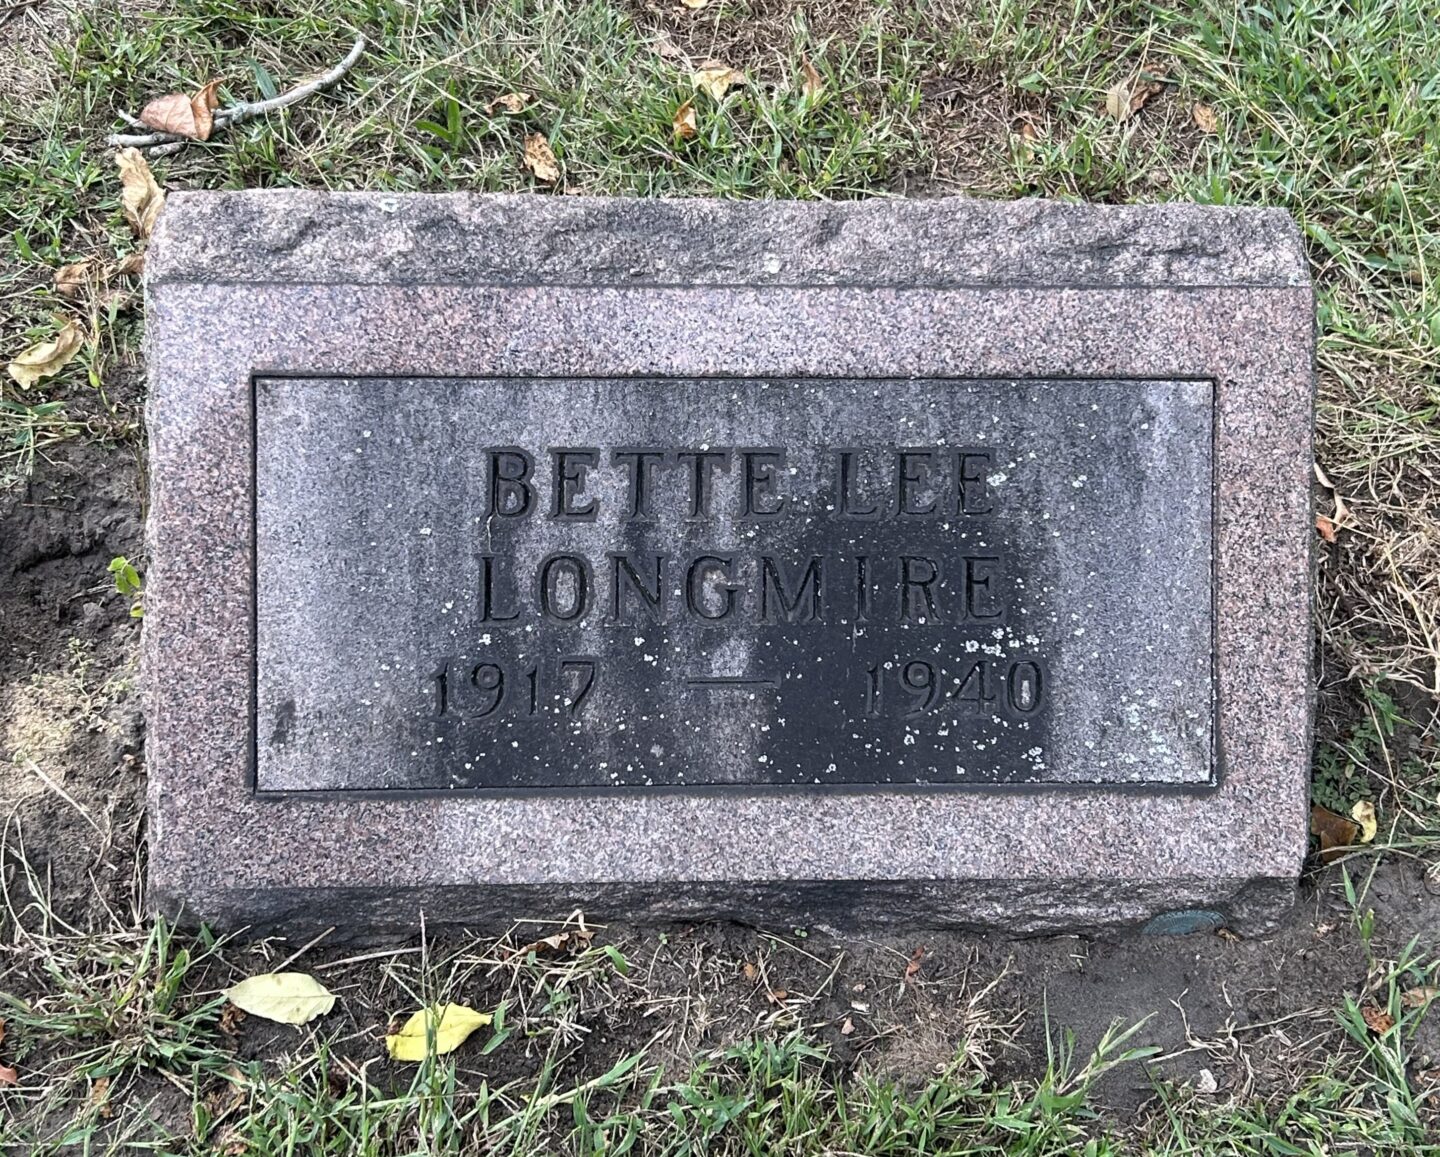 BETTE LEE
LONGMIRE
1917 — 1940